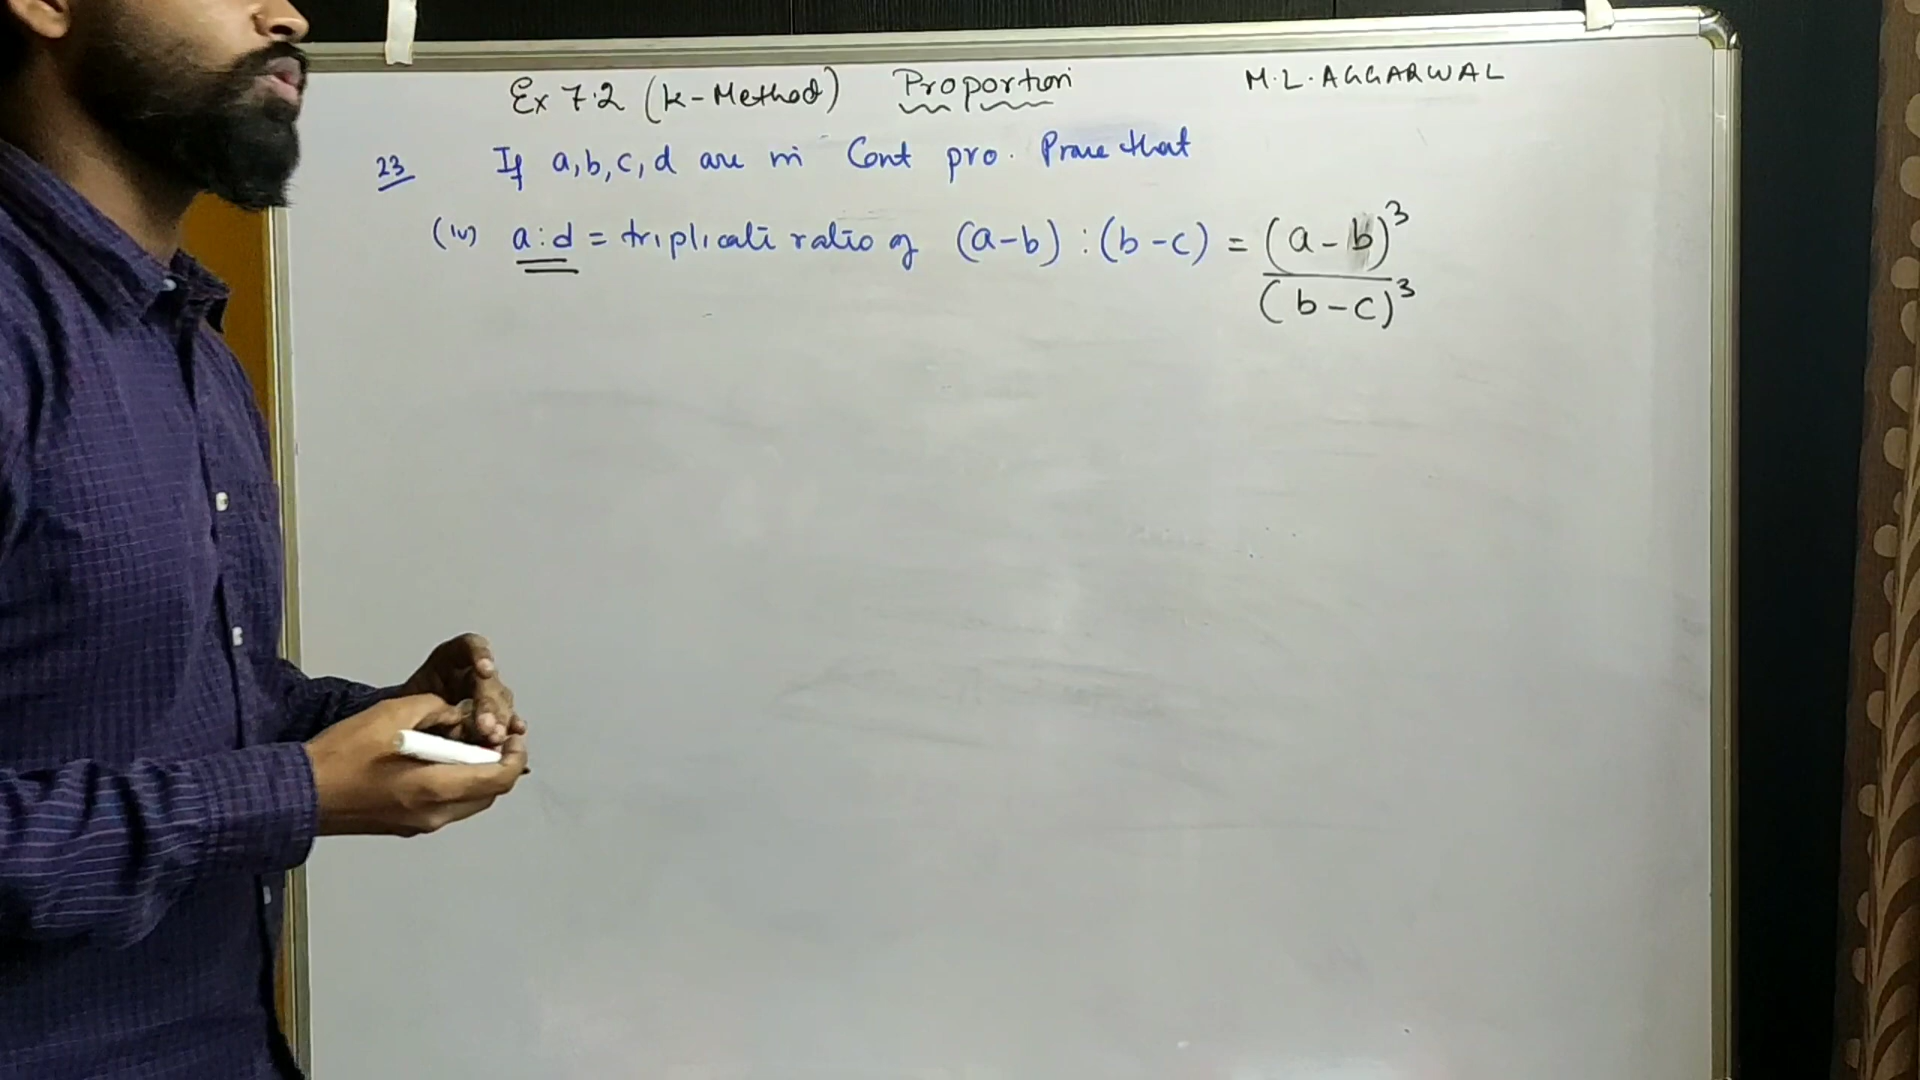 Ex 7.2 (k-Method) Proportion M.L.AGGARWAL
23 If a,b,c,d are in Cont pro. Prove that
(iv) a:d = triplicate ratio of (a-b) : (b-c) = (a-b)³
(b-c)³